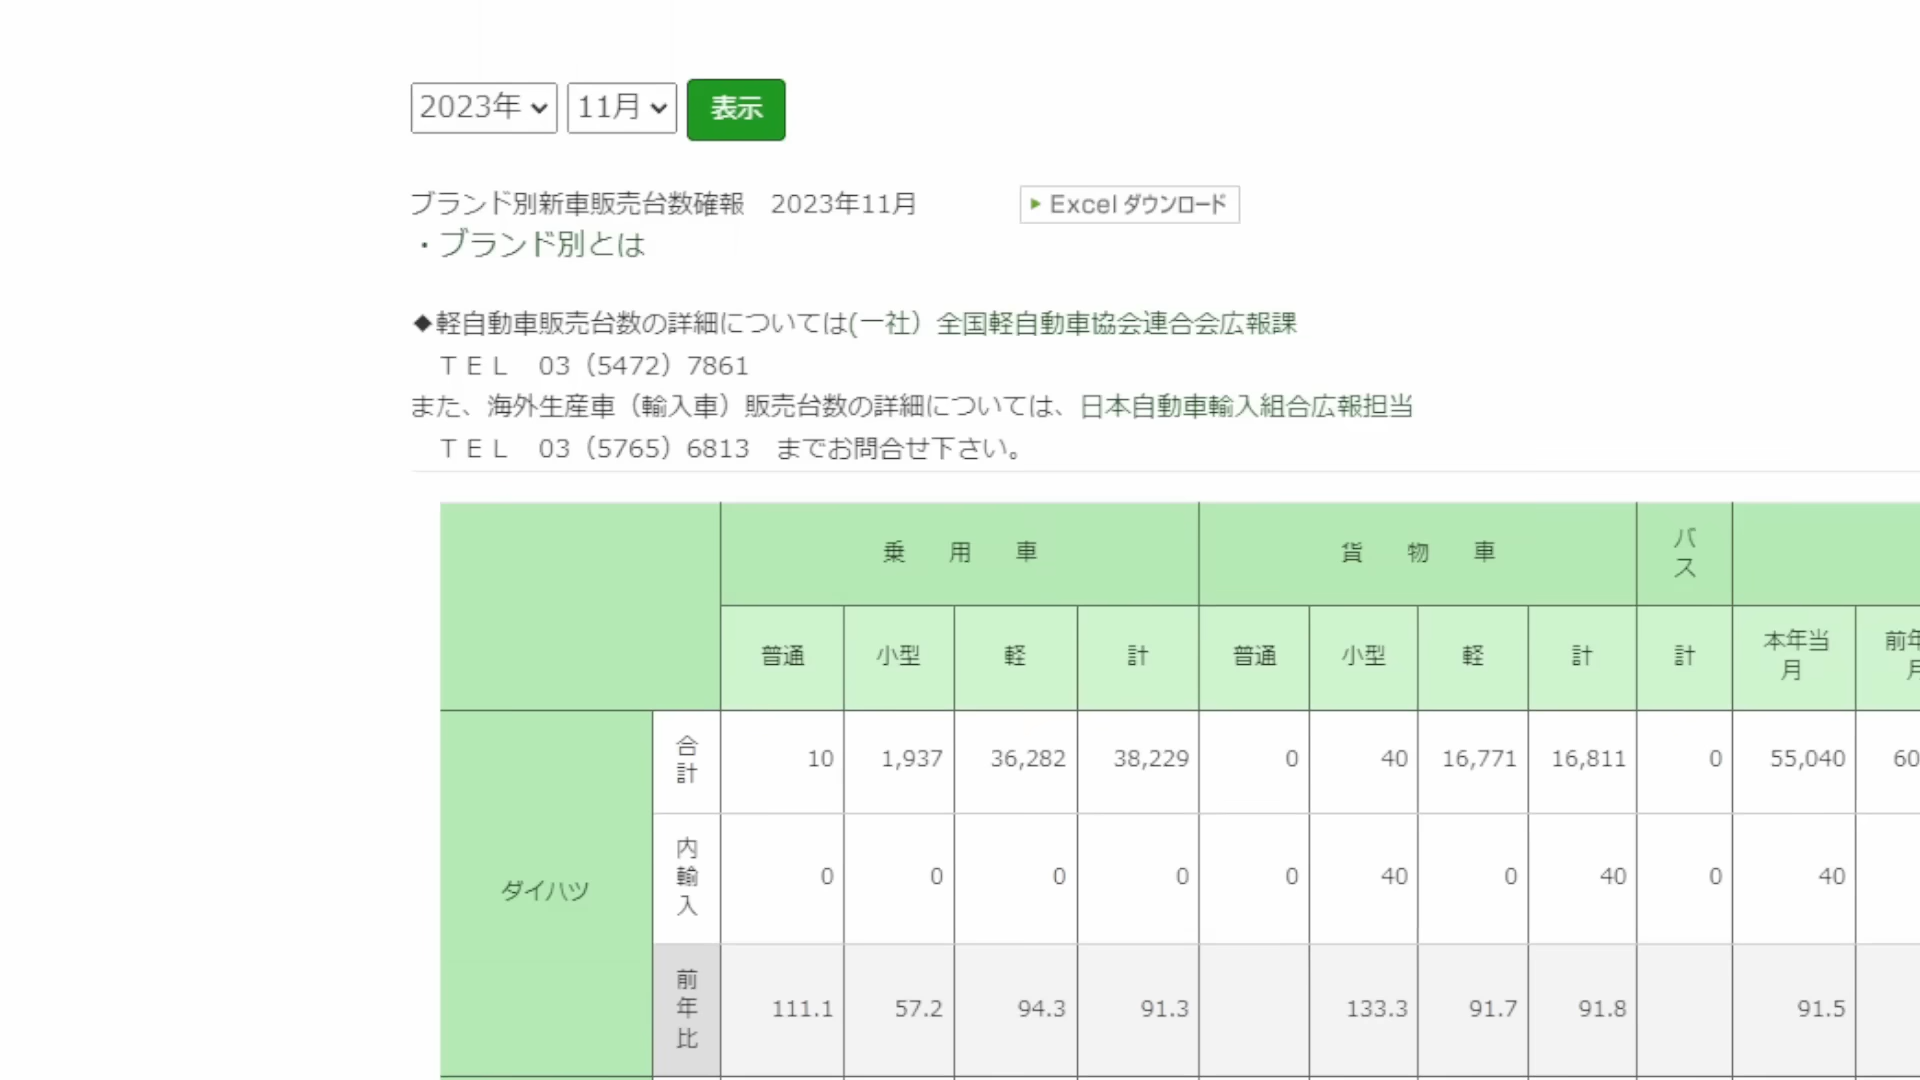 2023年 11月 表示
ブランド別新車販売台数確報　2023年11月 Excel ダウンロード
・ブランド別とは
◆軽自動車販売台数の詳細については(一社）全国軽自動車協会連合会広報課
ＴＥＬ　03（5472）7861
また、海外生産車（輸入車）販売台数の詳細については、日本自動車輸入組合広報担当
ＴＥＬ　03（5765）6813　までお問合せ下さい。
乗　用　車 貨　物　車 バス
普通 小型 軽 計 普通 小型 軽 計 計 本年当月 前年
合計 10 1,937 36,282 38,229 0 40 16,771 16,811 0 55,040 60
ダイハツ
内輸入 0 0 0 0 0 40 0 40 0 40
前年比 111.1 57.2 94.3 91.3 133.3 91.7 91.8 91.5